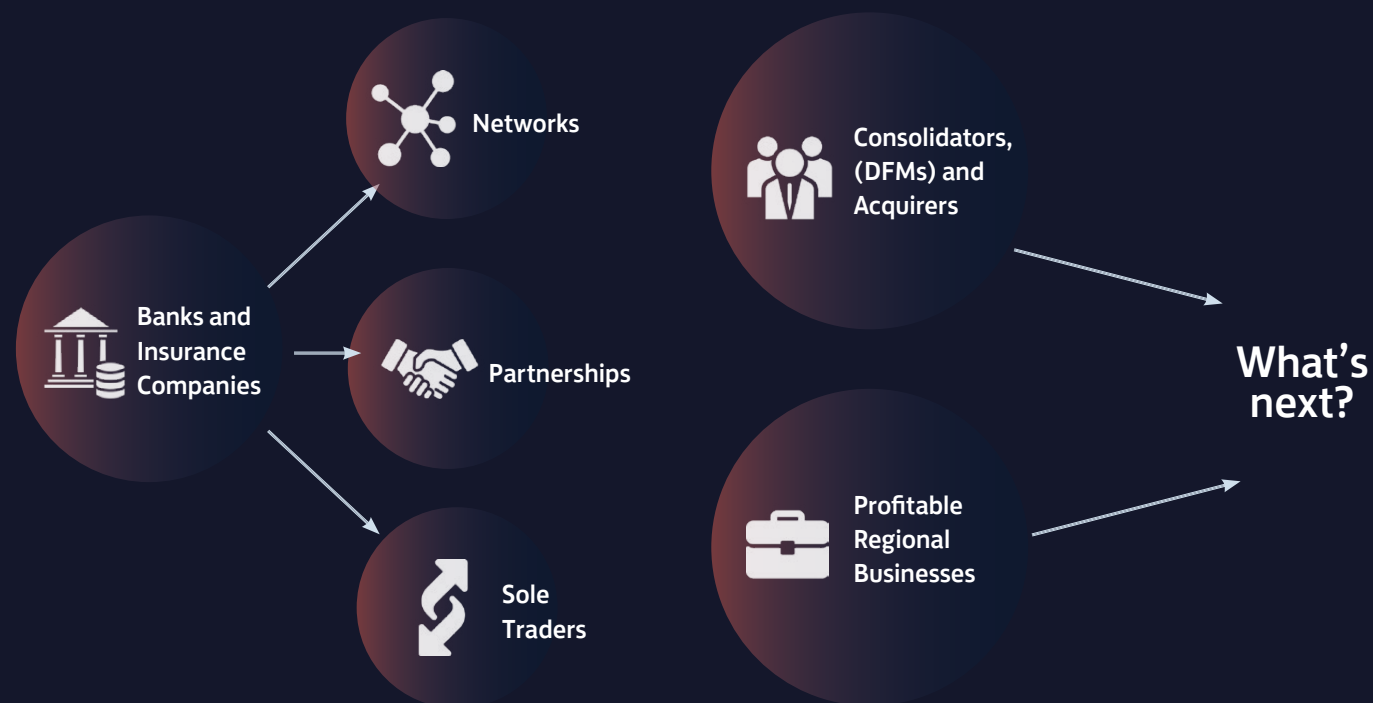 Banks and
Insurance
Companies
Networks
Partnerships
Sole
Traders
Consolidators,
(DFMs) and
Acquirers
Profitable
Regional
Businesses
What’s
next?